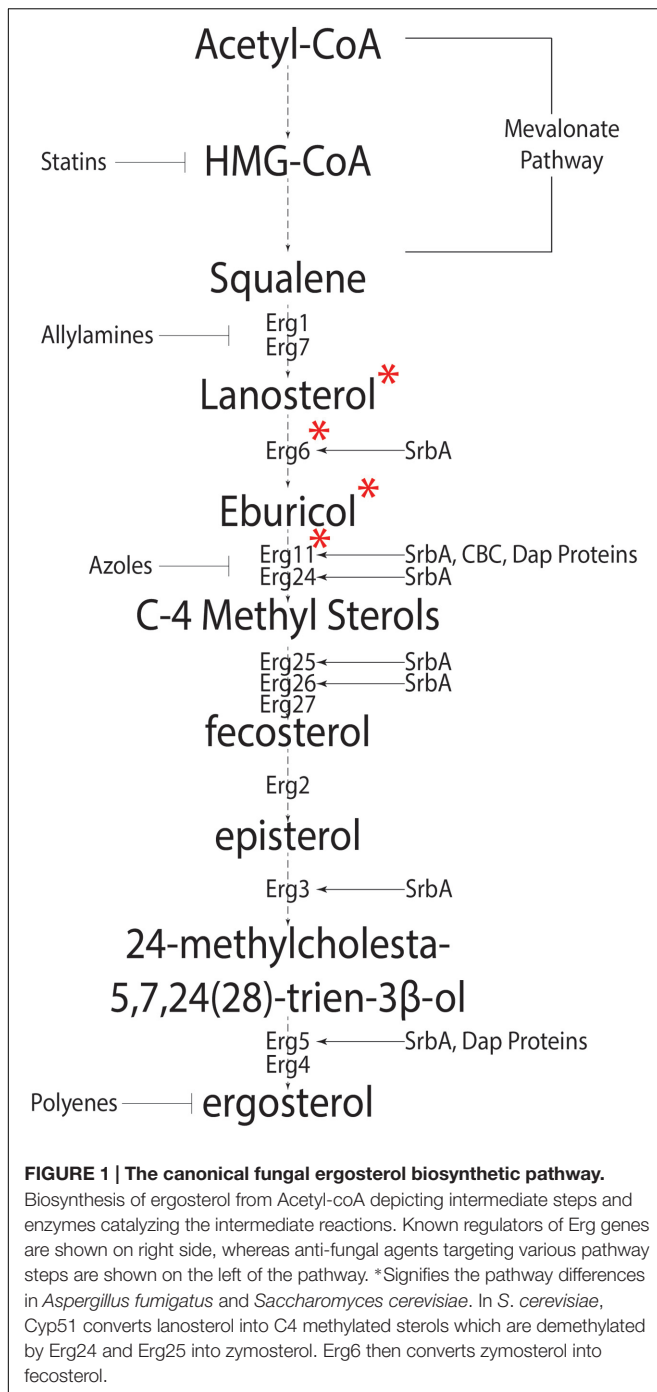 Acetyl-CoA
Mevalonate
Pathway
Statins
HMG-CoA
Squalene
Allylamines
Erg1
Erg7
Lanosterol*
Erg6* SrbA
Eburicol*
Azoles
Erg11* SrbA, CBC, Dap Proteins
Erg24 SrbA
C-4 Methyl Sterols
Erg25 SrbA
Erg26 SrbA
Erg27
fecosterol
Erg2
episterol
Erg3 SrbA
24-methylcholesta-
5,7,24(28)-trien-3β-ol
Erg5 SrbA, Dap Proteins
Erg4
Polyenes
ergosterol
FIGURE 1 | The canonical fungal ergosterol biosynthetic pathway.
Biosynthesis of ergosterol from Acetyl-coA depicting intermediate steps and
enzymes catalyzing the intermediate reactions. Known regulators of Erg genes
are shown on right side, whereas anti-fungal agents targeting various pathway
steps are shown on the left of the pathway. *Signifies the pathway differences
in Aspergillus fumigatus and Saccharomyces cerevisiae. In S. cerevisiae,
Cyp51 converts lanosterol into C4 methylated sterols which are demethylated
by Erg24 and Erg25 into zymosterol. Erg6 then converts zymosterol into
fecosterol.